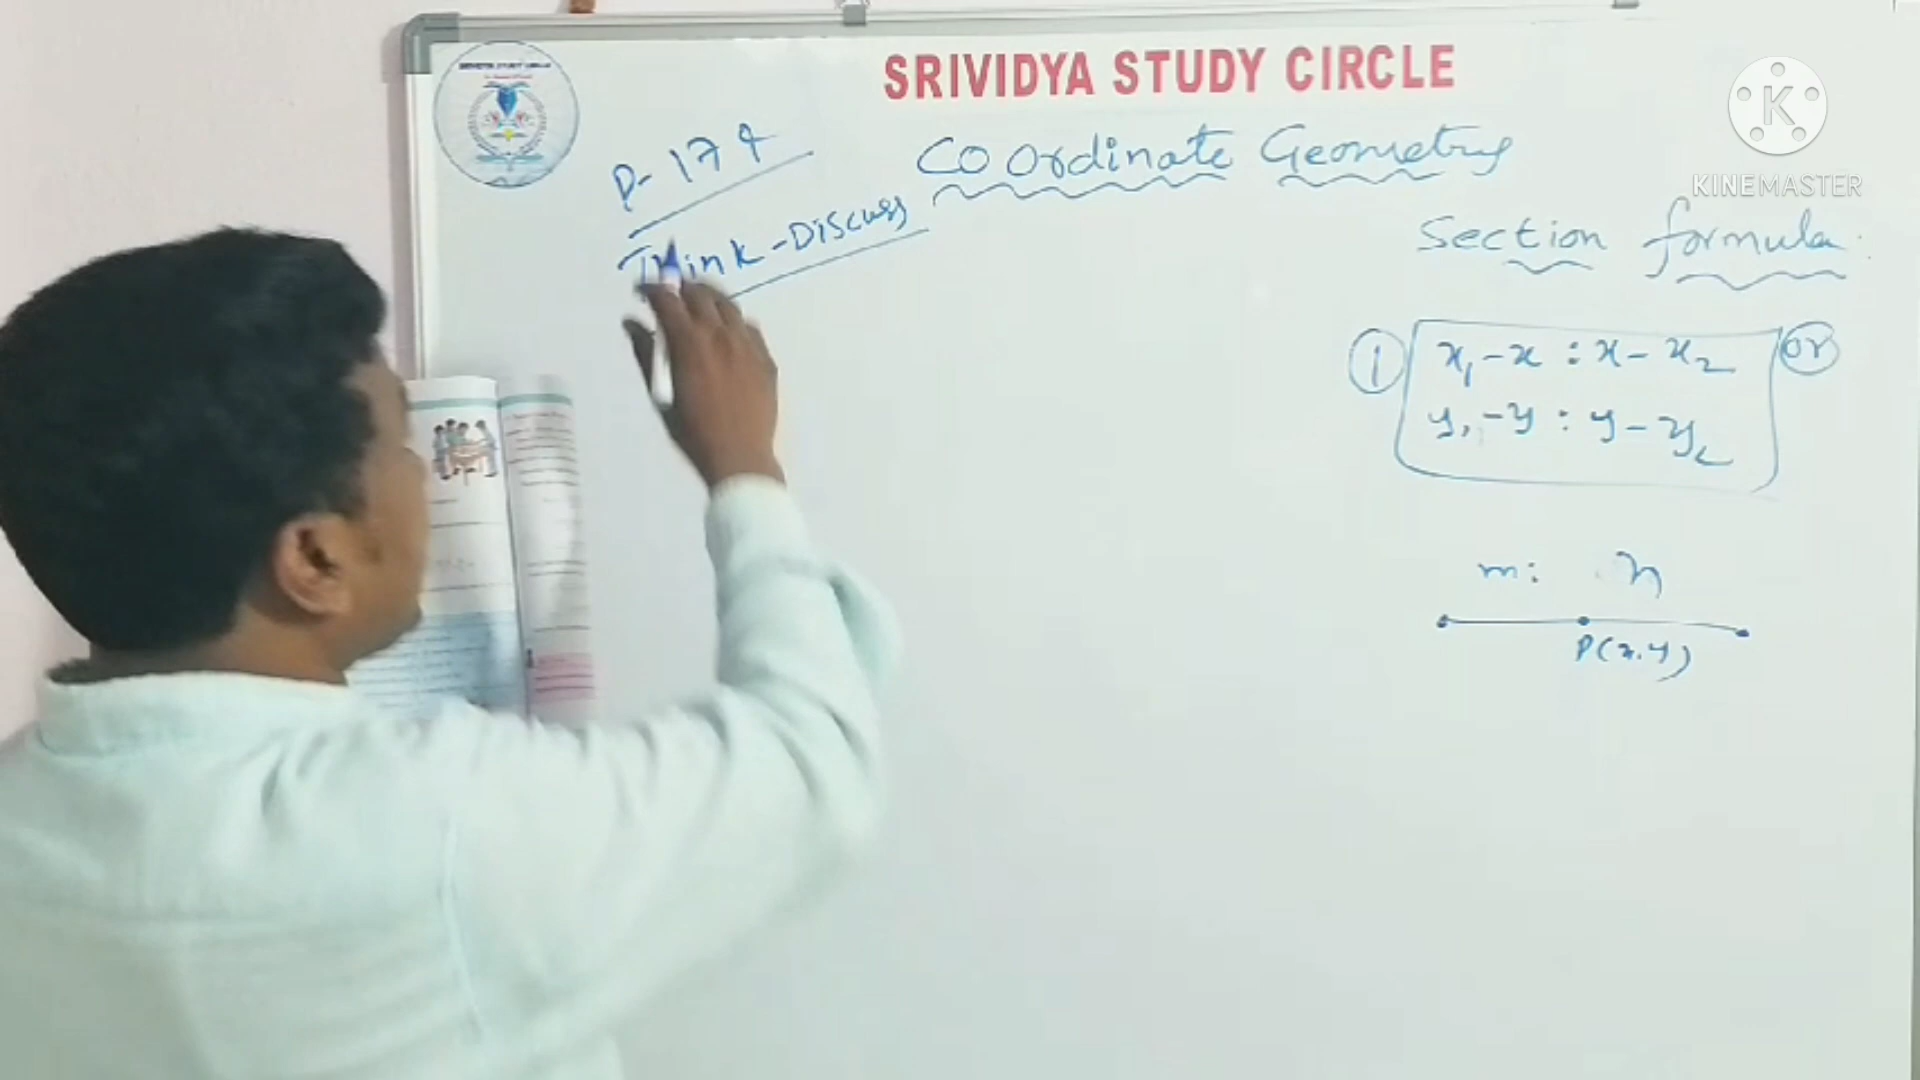 SRIVIDYA STUDY CIRCLE
KINEMASTER
P-174
Think-Discuss
Coordinate Geometry
Section formula
① x₁-x : x-x₂ or
y₁-y : y-y₂
m: n
P(x,y)